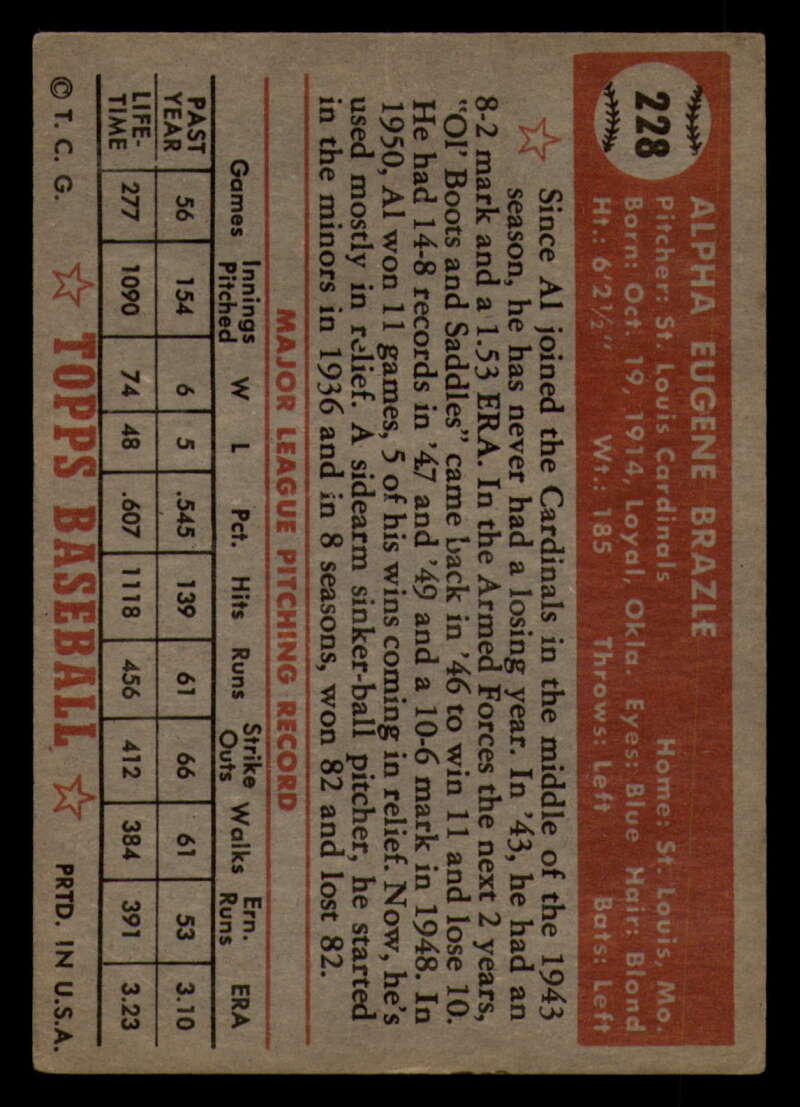 228
ALPHA EUGENE BRAZLE
Pitcher: St. Louis Cardinals Home: St. Louis, Mo.
Born: Oct. 19, 1914, Loyal, Okla. Eyes: Blue Hair: Blond
Ht.: 6'2½" Wt.: 185 Throws: Left Bats: Left
Since Al joined the Cardinals in the middle of the 1943
season, he has never had a losing year. In '43, he had an
8-2 mark and a 1.53 ERA. In the Armed Forces the next 2 years,
"Ol' Boots and Saddles" came back in '46 to win 11 and lose 10.
He had 14-8 records in '47 and '49 and a 10-6 mark in 1948. In
1950, Al won 11 games, 5 of his wins coming in relief. Now, he's
used mostly in relief. A sidearm sinker-ball pitcher, he started
in the minors in 1936 and in 8 seasons, won 82 and lost 82.
MAJOR LEAGUE PITCHING RECORD
Games Innings Pitched W L Pct. Hits Runs Strike Outs Walks Ern. Runs ERA
PAST YEAR 56 154 6 5 .545 139 61 66 61 53 3.10
LIFE-TIME 277 1090 74 48 .607 1118 456 412 384 391 3.23
© T. C. G. TOPPS BASEBALL PRTD. IN U.S.A.